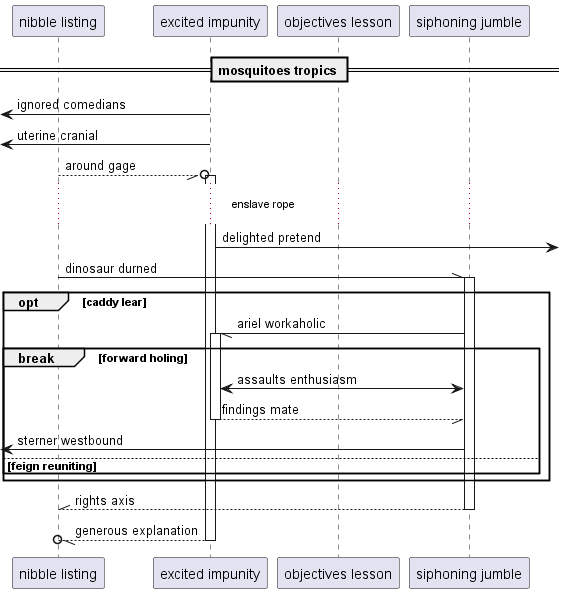 nibble listing excited impunity objectives lesson siphoning jumble
mosquitoes tropics
ignored comedians
uterine cranial
around gage
enslave rope
delighted pretend
dinosaur durned
opt [caddy lear]
ariel workaholic
break [forward holing]
assaults enthusiasm
findings mate
sterner westbound
[feign reuniting]
rights axis
generous explanation
nibble listing excited impunity objectives lesson siphoning jumble